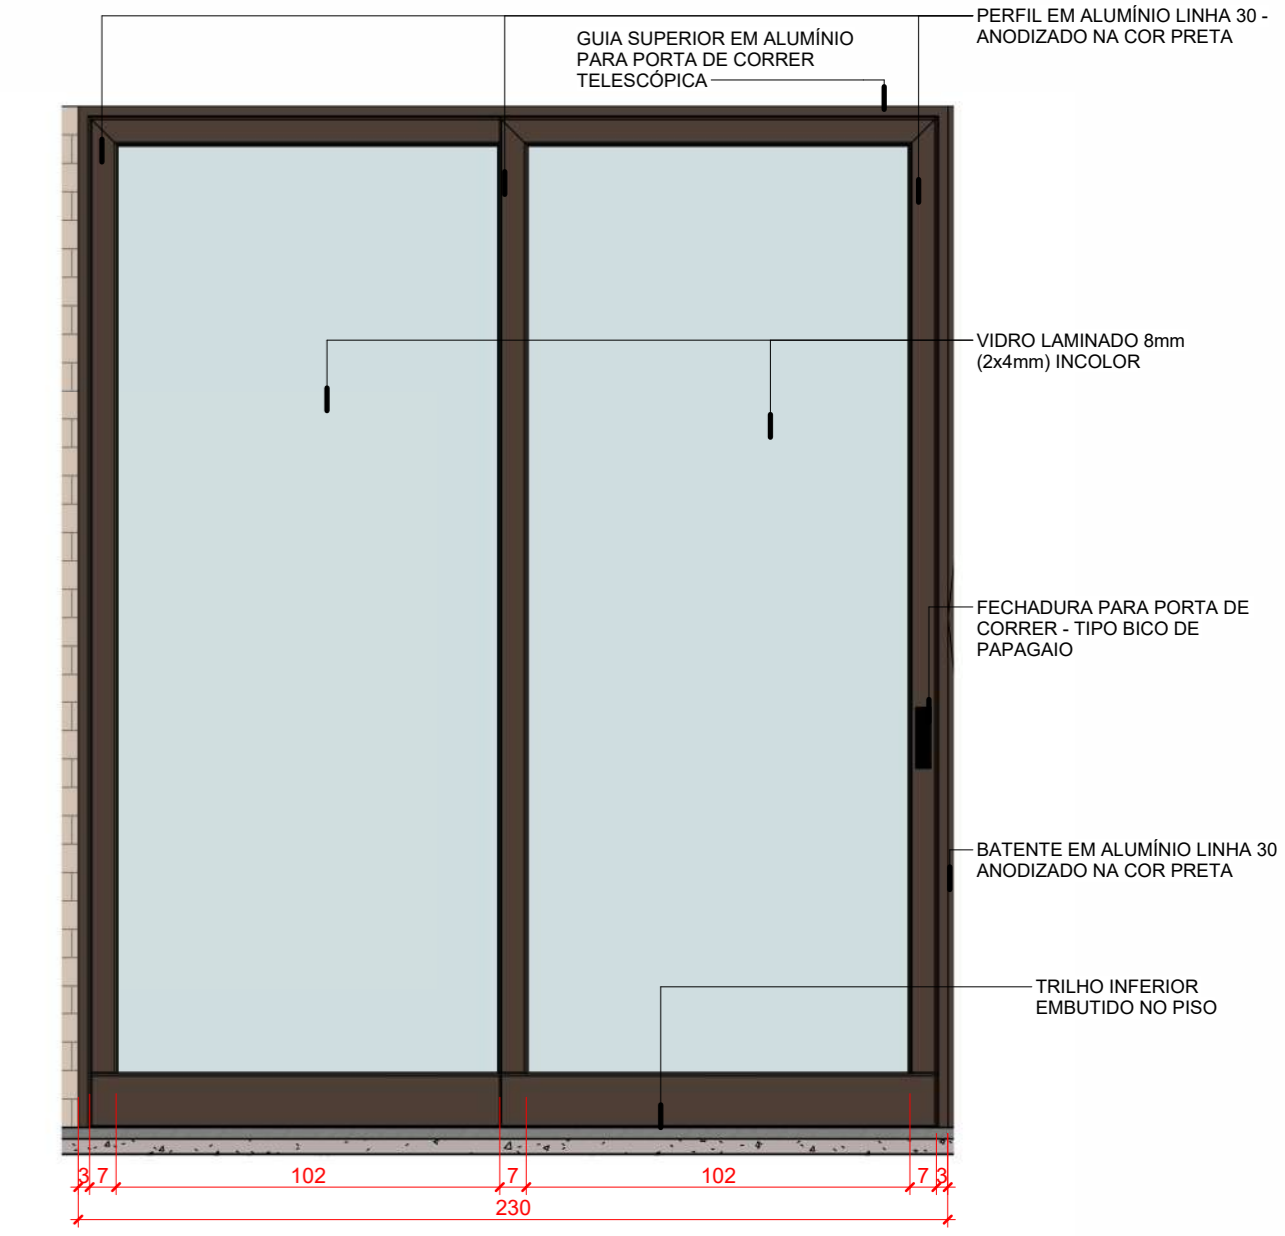 PERFIL EM ALUMÍNIO LINHA 30 -
ANODIZADO NA COR PRETA
GUIA SUPERIOR EM ALUMÍNIO
PARA PORTA DE CORRER
TELESCÓPICA
VIDRO LAMINADO 8mm
(2x4mm) INCOLOR
FECHADURA PARA PORTA DE
CORRER - TIPO BICO DE
PAPAGAIO
BATENTE EM ALUMÍNIO LINHA 30
ANODIZADO NA COR PRETA
TRILHO INFERIOR
EMBUTIDO NO PISO
3 7 102 7 102 7 3
230